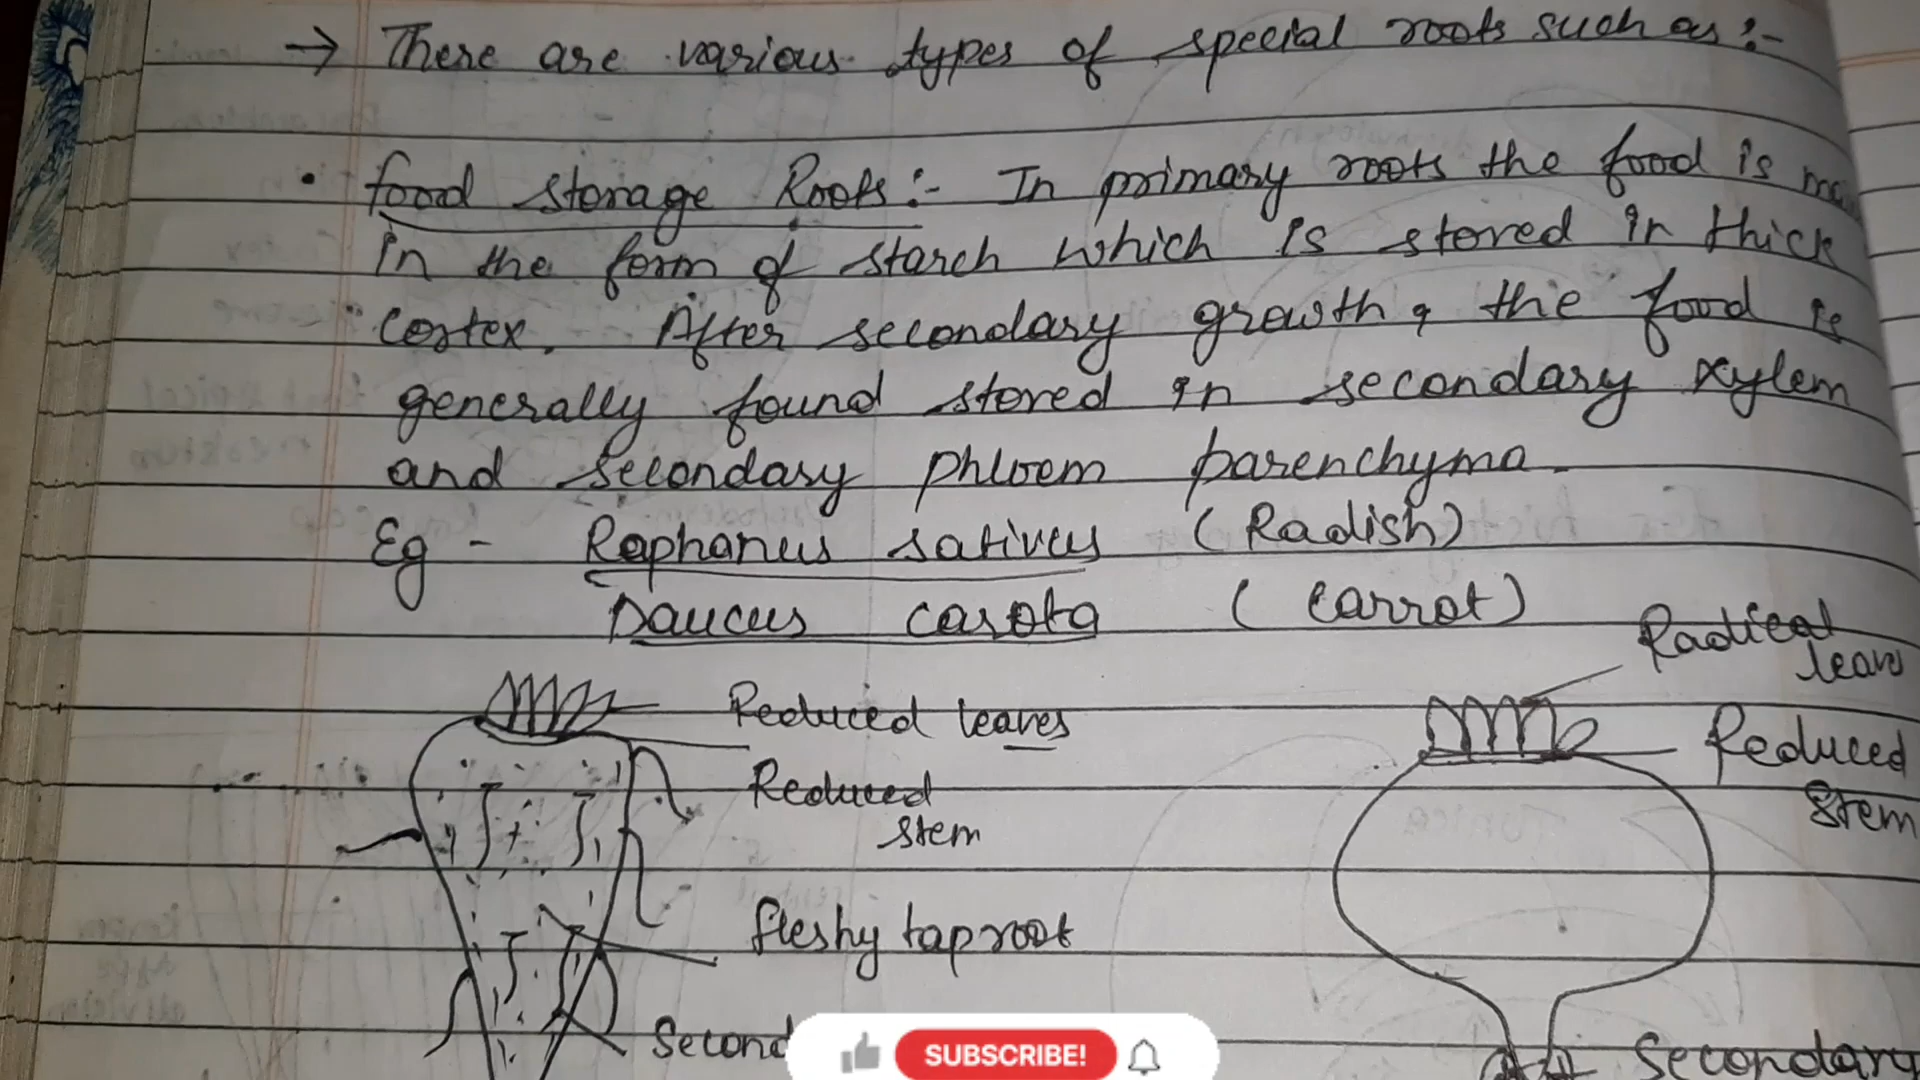 → There are various types of special roots such as:-
• food storage Roots:- In primary roots the food is
in the form of starch which is stored in thick
cortex. After secondary growth, the food is
generally found stored in secondary xylem
and secondary phloem parenchyma.
Eg - Raphanus sativus (Radish)
Daucus carota (Carrot)
Radical
leaves
Reduced leaves
Reduced
stem
Reduced
stem
fleshy taproot
Second
Secondary
SUBSCRIBE!